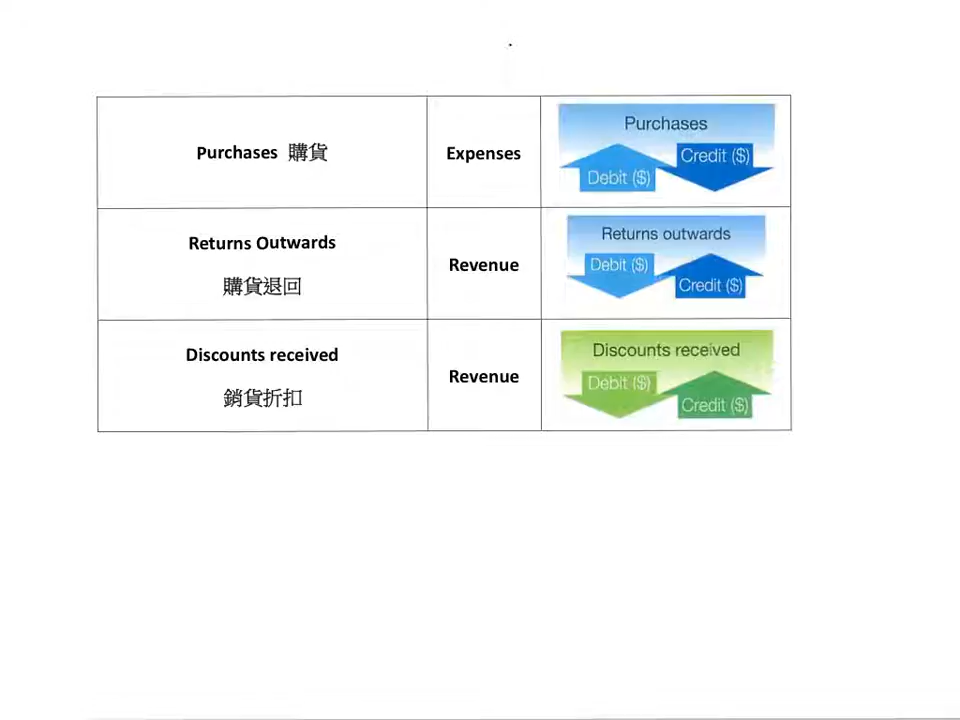 Purchases 購貨
Expenses
Purchases
Debit ($)
Credit ($)
Returns Outwards
購貨退回
Revenue
Returns outwards
Debit ($)
Credit ($)
Discounts received
銷貨折扣
Revenue
Discounts received
Debit ($)
Credit ($)